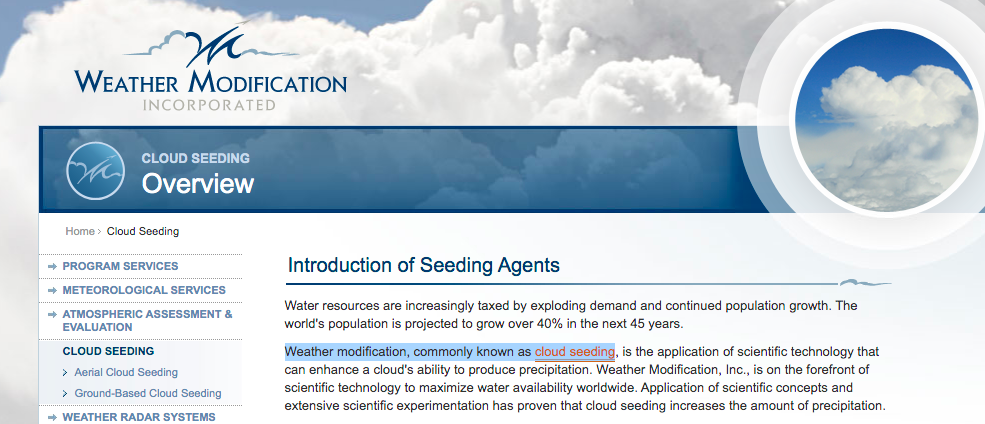 WEATHER MODIFICATION
INCORPORATED
CLOUD SEEDING
Overview
Home › Cloud Seeding
PROGRAM SERVICES
METEOROLOGICAL SERVICES
ATMOSPHERIC ASSESSMENT &
EVALUATION
CLOUD SEEDING
Aerial Cloud Seeding
Ground-Based Cloud Seeding
WEATHER RADAR SYSTEMS
Introduction of Seeding Agents
Water resources are increasingly taxed by exploding demand and continued population growth. The
world's population is projected to grow over 40% in the next 45 years.
Weather modification, commonly known as cloud seeding, is the application of scientific technology that
can enhance a cloud's ability to produce precipitation. Weather Modification, Inc., is on the forefront of
scientific technology to maximize water availability worldwide. Application of scientific concepts and
extensive scientific experimentation has proven that cloud seeding increases the amount of precipitation.